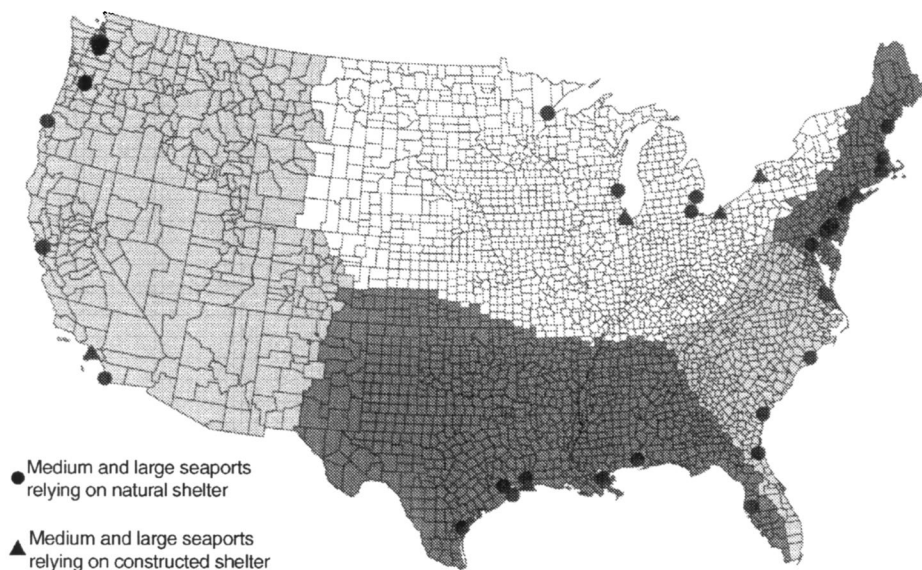 Medium and large seaports
relying on natural shelter
Medium and large seaports
relying on constructed shelter